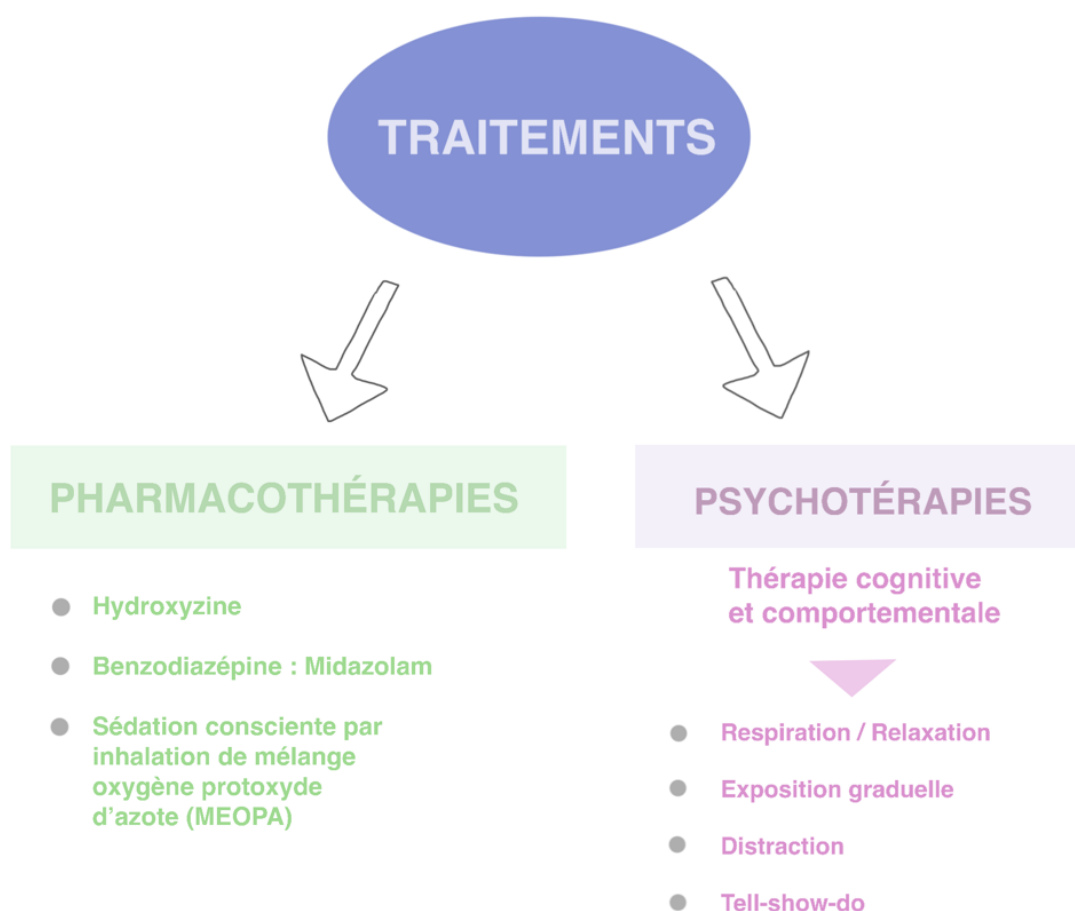 TRAITEMENTS
PHARMACOTHÉRAPIES
Hydroxyzine
Benzodiazépine : Midazolam
Sédation consciente par
inhalation de mélange
oxygène protoxyde
d'azote (MEOPA)
PSYCHOTÉRAPIES
Thérapie cognitive
et comportementale
Respiration / Relaxation
Exposition graduelle
Distraction
Tell-show-do